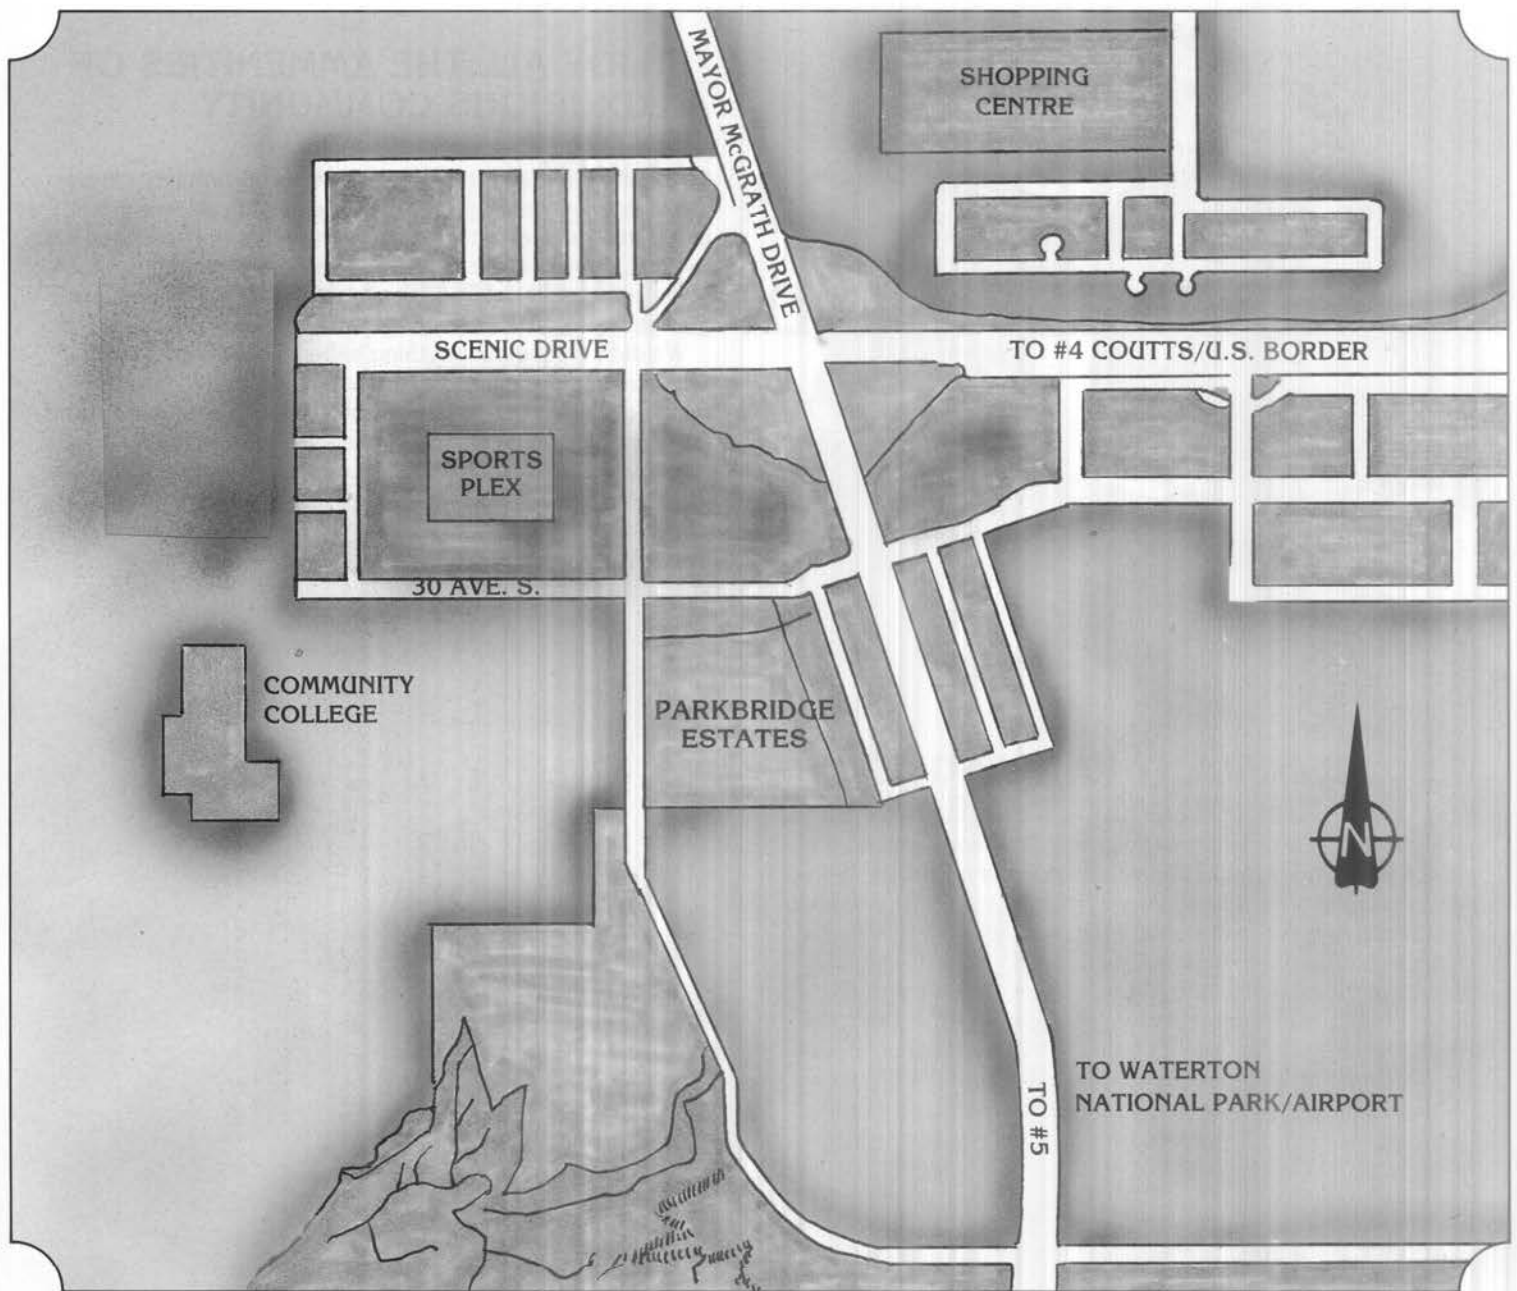 MAYOR McGRATH DRIVE
SHOPPING
CENTRE
SCENIC DRIVE
TO #4 COUTTS/U.S. BORDER
SPORTS
PLEX
30 AVE. S.
COMMUNITY
COLLEGE
PARKBRIDGE
ESTATES
N
TO WATERTON
NATIONAL PARK/AIRPORT
TO #5